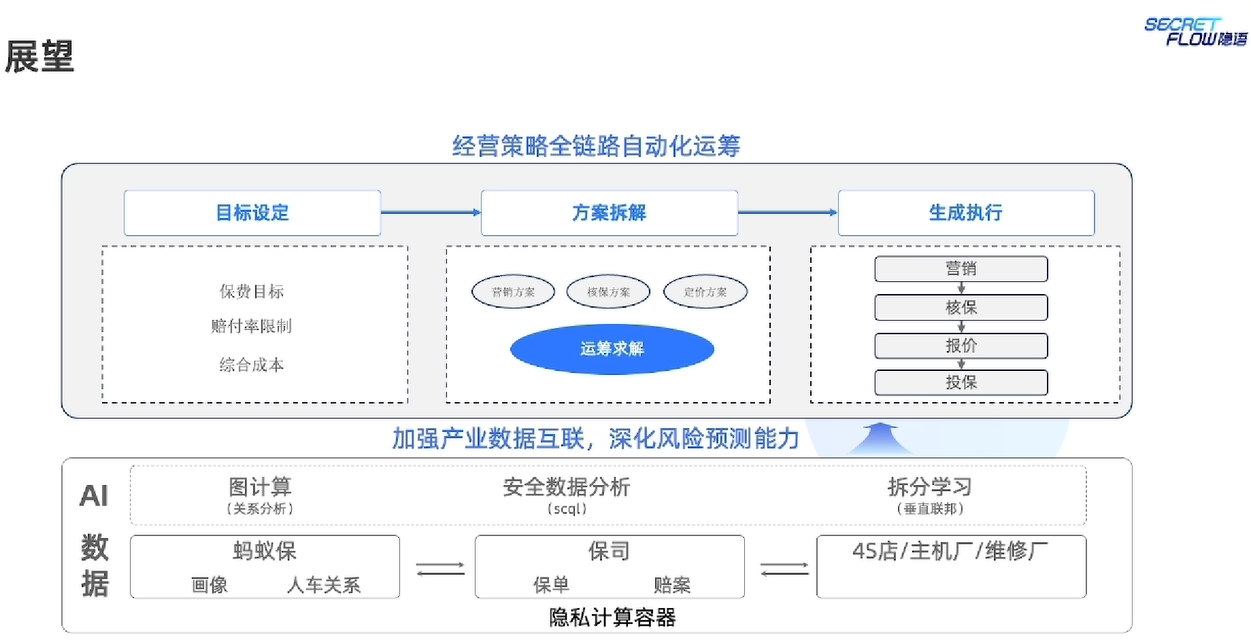 SECRET
FLOW隐语
展望
经营策略全链路自动化运筹
目标设定
方案拆解
生成执行
保费目标
赔付率限制
综合成本
营销方案
核保方案
定价方案
运筹求解
营销
核保
报价
投保
加强产业数据互联，深化风险预测能力
AI
图计算
(关系分析)
安全数据分析
(scql)
拆分学习
(垂直联邦)
数
据
蚂蚁保
画像 人车关系
保司
保单 赔案
4S店/主机厂/维修厂
隐私计算容器